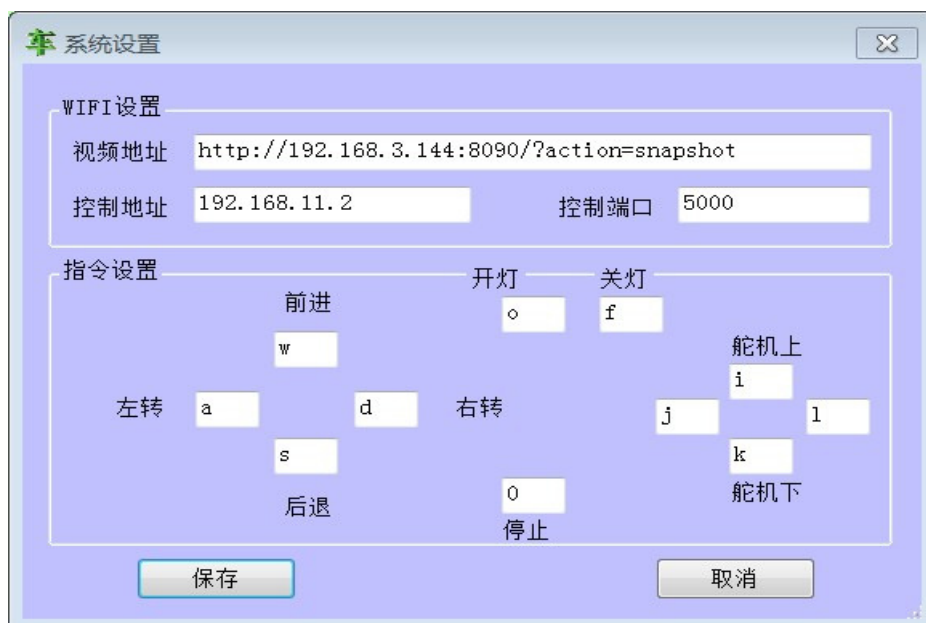 车 系统设置
WIFI设置
视频地址 http://192.168.3.144:8090/?action=snapshot
控制地址 192.168.11.2 控制端口 5000
指令设置
开灯 关灯
前进 o f
w 舵机上
i
左转 a d 右转 j l
s k
后退 0 舵机下
停止
保存 取消